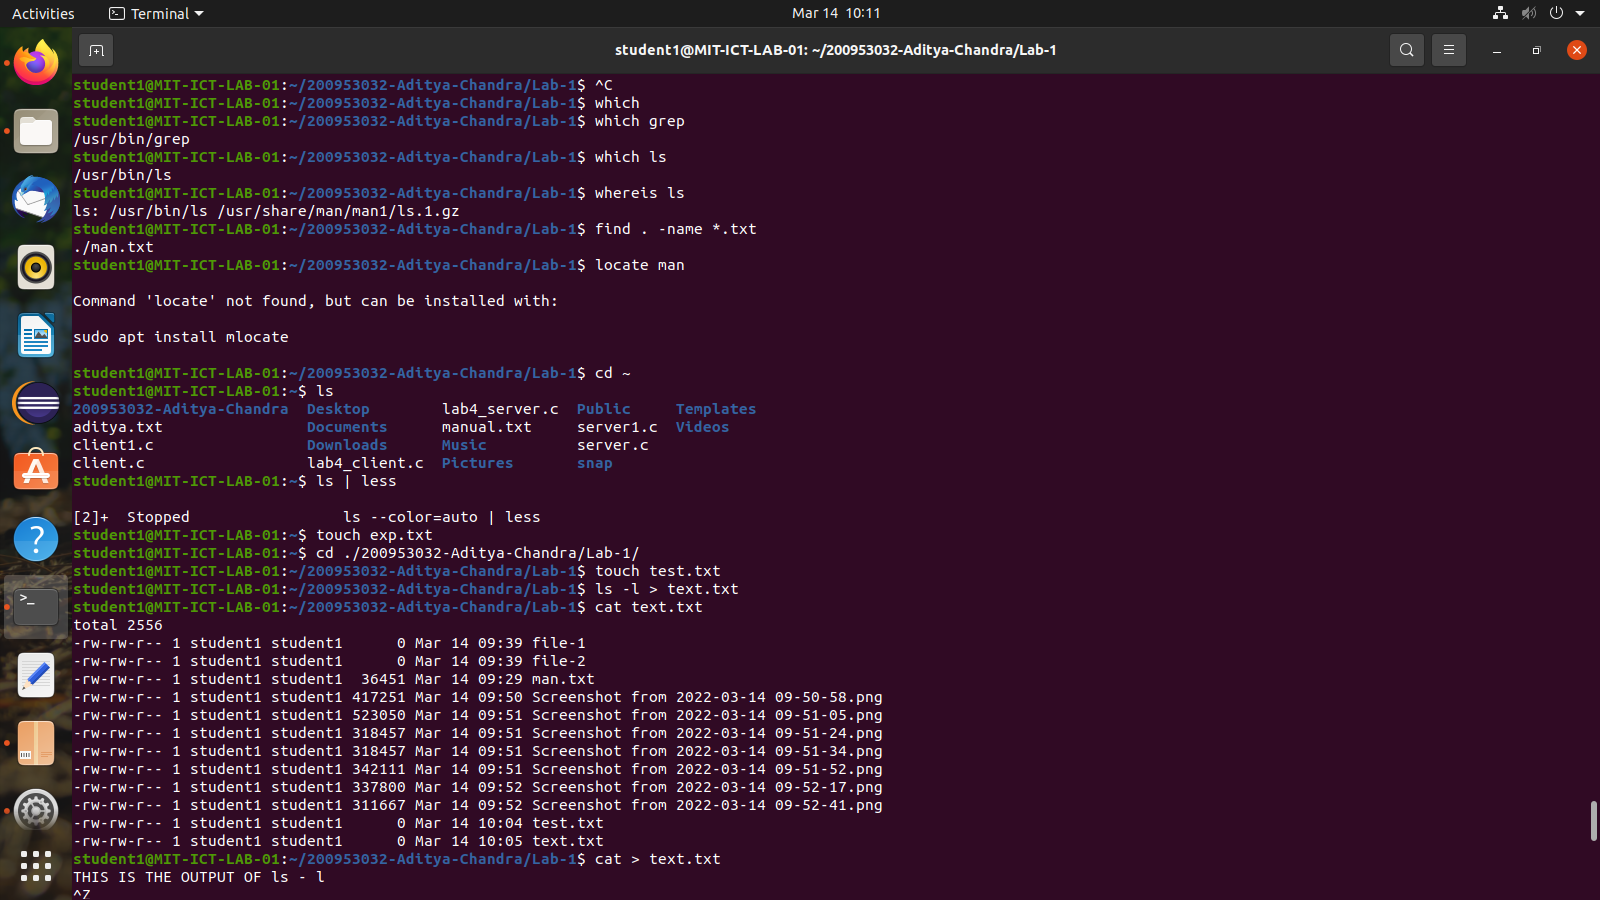 Activities
Terminal
Mar 14 10:11
student1@MIT-ICT-LAB-01: ~/200953032-Aditya-Chandra/Lab-1
student1@MIT-ICT-LAB-01:~/200953032-Aditya-Chandra/Lab-1$ ^C
student1@MIT-ICT-LAB-01:~/200953032-Aditya-Chandra/Lab-1$ which
student1@MIT-ICT-LAB-01:~/200953032-Aditya-Chandra/Lab-1$ which grep
/usr/bin/grep
student1@MIT-ICT-LAB-01:~/200953032-Aditya-Chandra/Lab-1$ which ls
/usr/bin/ls
student1@MIT-ICT-LAB-01:~/200953032-Aditya-Chandra/Lab-1$ whereis ls
ls: /usr/bin/ls /usr/share/man/man1/ls.1.gz
student1@MIT-ICT-LAB-01:~/200953032-Aditya-Chandra/Lab-1$ find . -name *.txt
./man.txt
student1@MIT-ICT-LAB-01:~/200953032-Aditya-Chandra/Lab-1$ locate man
Command 'locate' not found, but can be installed with:
sudo apt install mlocate
student1@MIT-ICT-LAB-01:~/200953032-Aditya-Chandra/Lab-1$ cd ~
student1@MIT-ICT-LAB-01:~$ ls
200953032-Aditya-Chandra  Desktop        lab4_server.c  Public     Templates
aditya.txt                Documents      manual.txt     server1.c  Videos
client1.c                 Downloads      Music          server.c
client.c                  lab4_client.c  Pictures       snap
student1@MIT-ICT-LAB-01:~$ ls | less
[2]+  Stopped                 ls --color=auto | less
student1@MIT-ICT-LAB-01:~$ touch exp.txt
student1@MIT-ICT-LAB-01:~$ cd ./200953032-Aditya-Chandra/Lab-1/
student1@MIT-ICT-LAB-01:~/200953032-Aditya-Chandra/Lab-1$ touch test.txt
student1@MIT-ICT-LAB-01:~/200953032-Aditya-Chandra/Lab-1$ ls -l > text.txt
student1@MIT-ICT-LAB-01:~/200953032-Aditya-Chandra/Lab-1$ cat text.txt
total 2556
-rw-rw-r-- 1 student1 student1      0 Mar 14 09:39 file-1
-rw-rw-r-- 1 student1 student1      0 Mar 14 09:39 file-2
-rw-rw-r-- 1 student1 student1  36451 Mar 14 09:29 man.txt
-rw-rw-r-- 1 student1 student1 417251 Mar 14 09:50 Screenshot from 2022-03-14 09-50-58.png
-rw-rw-r-- 1 student1 student1 523050 Mar 14 09:51 Screenshot from 2022-03-14 09-51-05.png
-rw-rw-r-- 1 student1 student1 318457 Mar 14 09:51 Screenshot from 2022-03-14 09-51-24.png
-rw-rw-r-- 1 student1 student1 318457 Mar 14 09:51 Screenshot from 2022-03-14 09-51-34.png
-rw-rw-r-- 1 student1 student1 342111 Mar 14 09:51 Screenshot from 2022-03-14 09-51-52.png
-rw-rw-r-- 1 student1 student1 337800 Mar 14 09:52 Screenshot from 2022-03-14 09-52-17.png
-rw-rw-r-- 1 student1 student1 311667 Mar 14 09:52 Screenshot from 2022-03-14 09-52-41.png
-rw-rw-r-- 1 student1 student1      0 Mar 14 10:04 test.txt
-rw-rw-r-- 1 student1 student1      0 Mar 14 10:05 text.txt
student1@MIT-ICT-LAB-01:~/200953032-Aditya-Chandra/Lab-1$ cat > text.txt
THIS IS THE OUTPUT OF ls - l
^Z